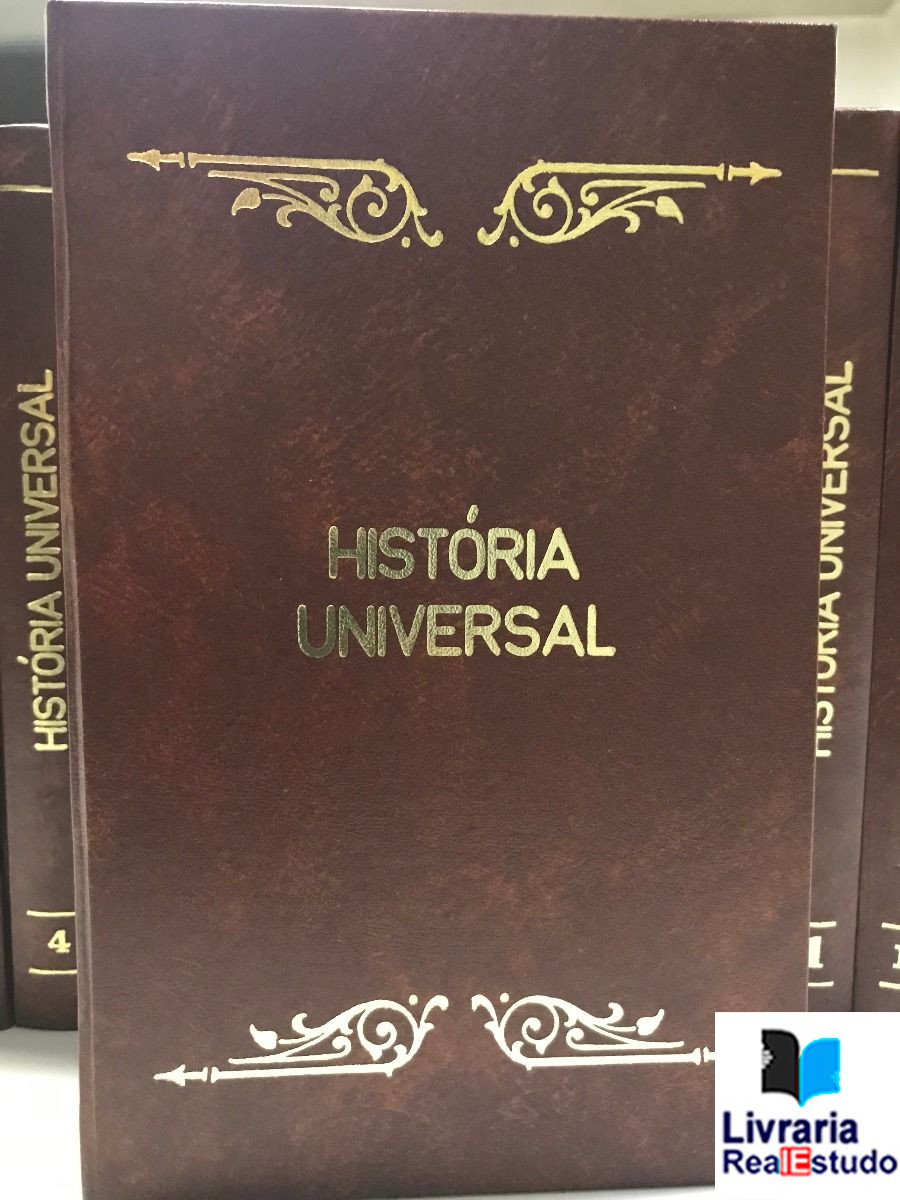 HISTÓRIA
UNIVERSAL
HISTÓRIA UNIVERSAL
4
HISTÓRIA UNIVERSAL
Livraria
RealEstudo